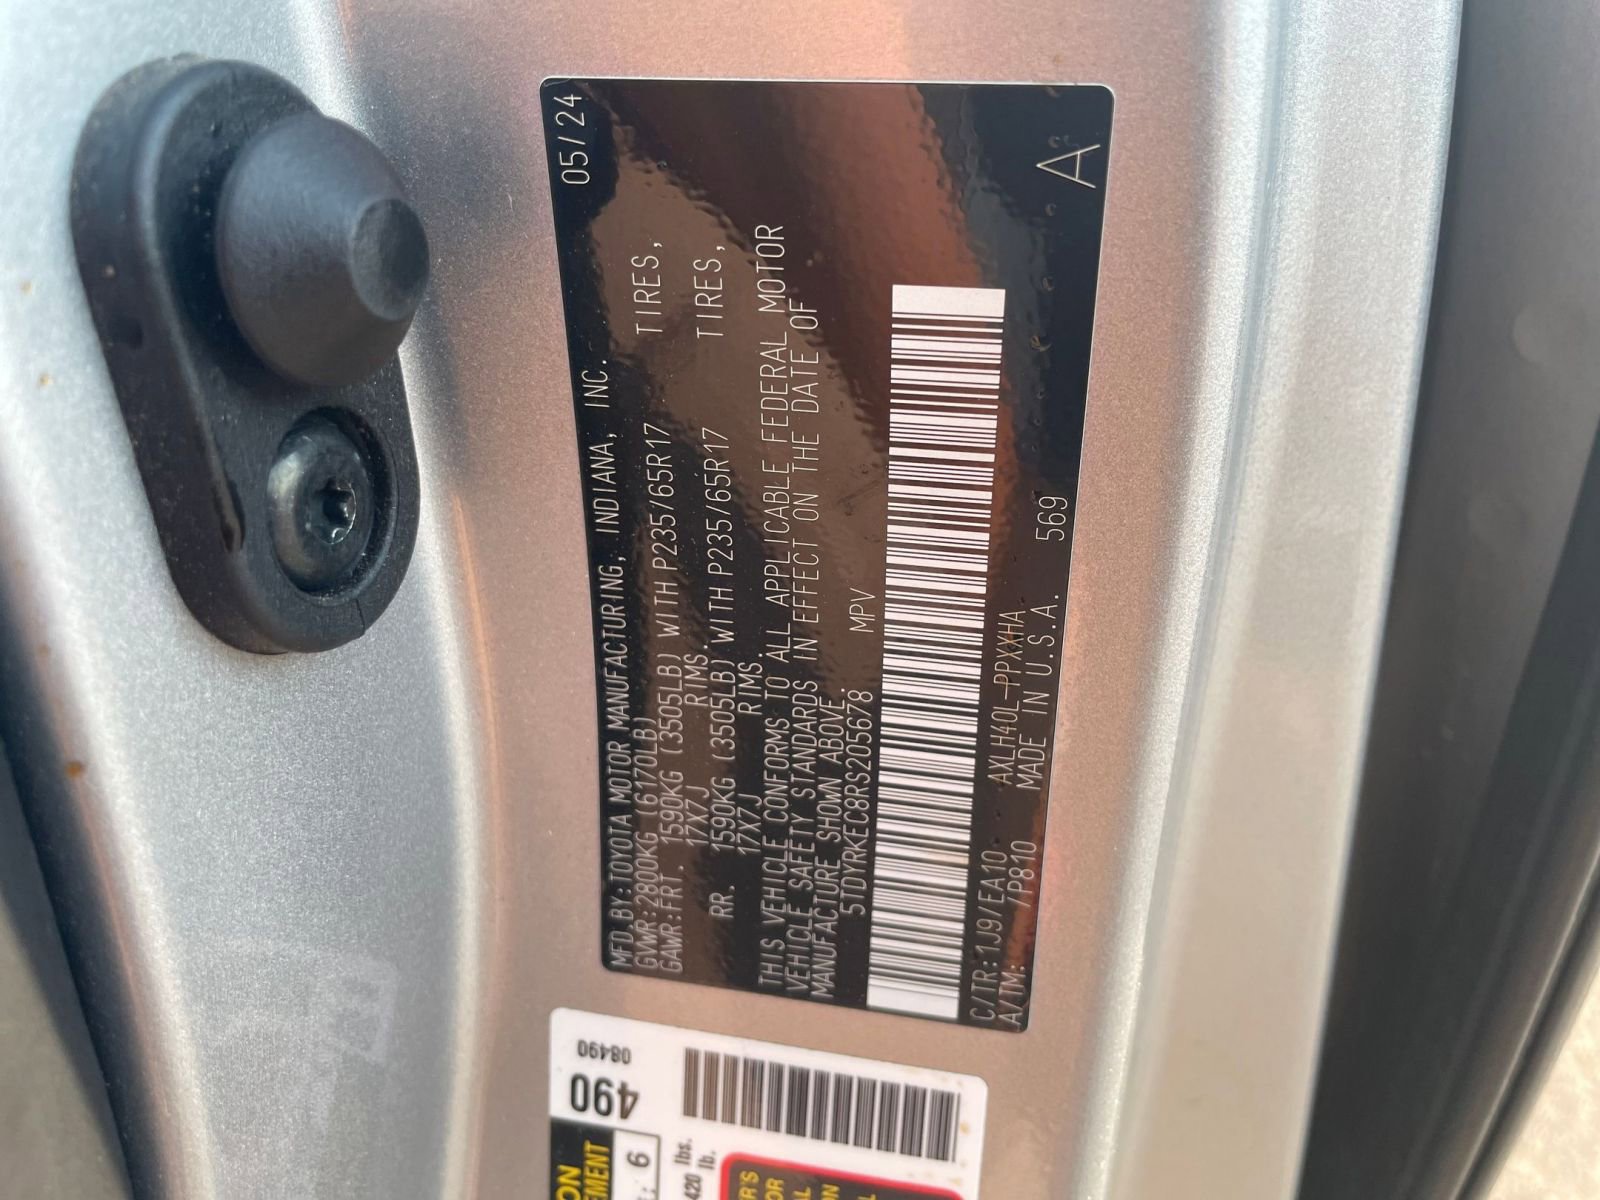 MFD.BY:TOYOTA MOTOR MANUFACTURING, INDIANA, INC. 05/24
GVWR:2800KG (6170LB)
GAWR:FRT. 1590KG (3505LB) WITH P235/65R17 TIRES,
17X7J RIMS.
RR. 1590KG (3505LB) WITH P235/65R17 TIRES,
17X7J RIMS
THIS VEHICLE CONFORMS TO ALL APPLICABLE FEDERAL MOTOR
VEHICLE SAFETY STANDARDS IN EFFECT ON THE DATE OF
MANUFACTURE SHOWN ABOVE.
5TDYRKEC8RS205678 MPV
C/TR:1J9/EA10 AXLH40L-PPXXHA
A/TM: /P810 MADE IN U.S.A. 569
A
08490
490
6
420 lbs.
lb.